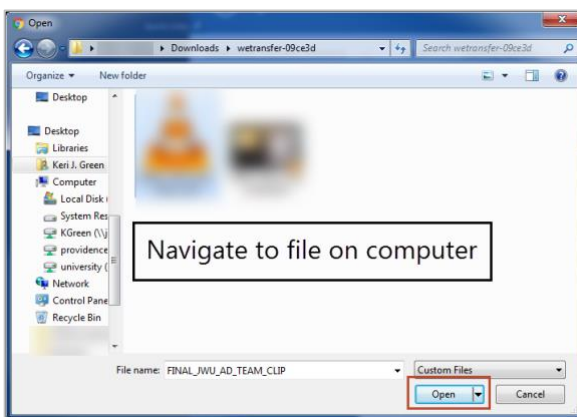 Open
Downloads
wetransfer-09ce3d
Search wetransfer-09ce3d
Organize
New folder
Desktop
Desktop
Libraries
Keri J. Green
Computer
Local Disk
System Res
KGreen (\\j
providence
university (
Network
Control Pane
Recycle Bin
Navigate to file on computer
File name: FINAL_JWU_AD_TEAM_CLIP
Custom Files
Open
Cancel